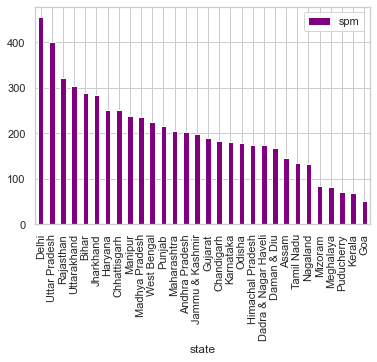 spm
400
300
200
100
0
Delhi
Uttar Pradesh
Rajasthan
Uttarakhand
Bihar
Jharkhand
Haryana
Chhattisgarh
Manipur
Madhya Pradesh
West Bengal
Punjab
Maharashtra
Andhra Pradesh
Jammu & Kashmir
Gujarat
Chandigarh
Karnataka
Odisha
Himachal Pradesh
Dadra & Nagar Haveli
Daman & Diu
Assam
Tamil Nadu
Nagaland
Mizoram
Meghalaya
Puducherry
Kerala
Goa
state